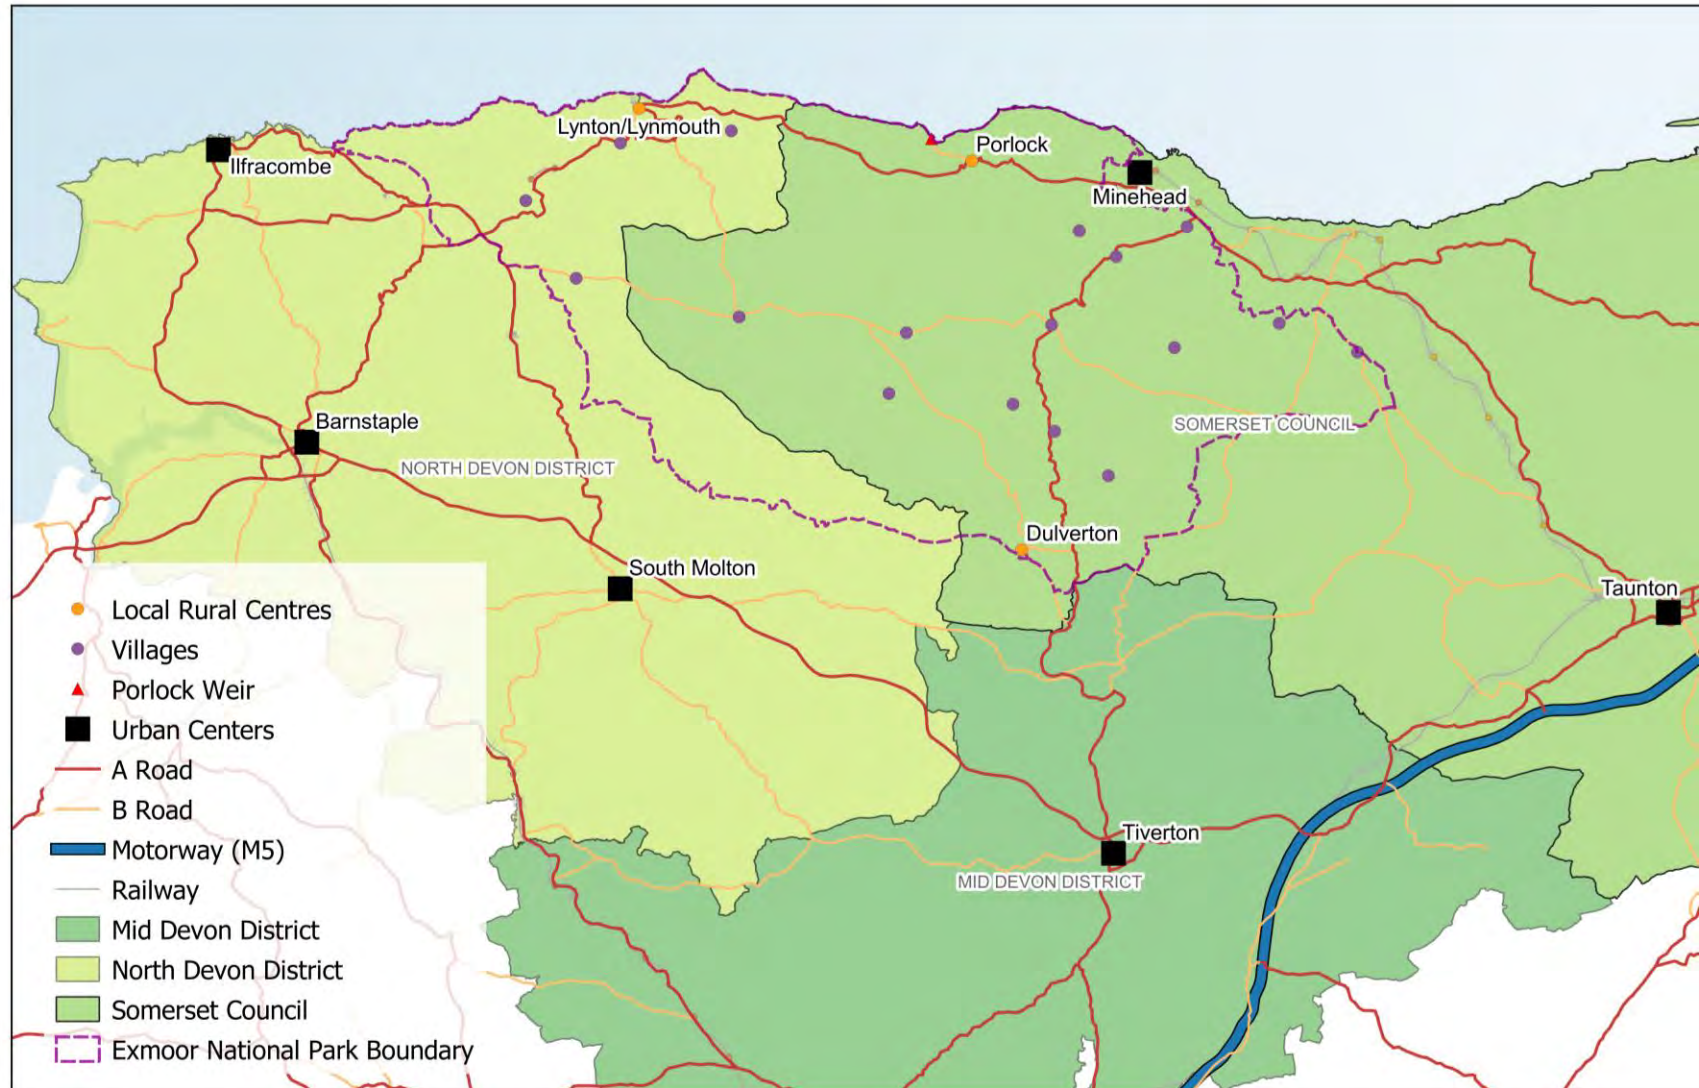 Lynton/Lynmouth
Ilfracombe
Porlock
Minehead
Barnstaple
SOMERSET COUNCIL
NORTH DEVON DISTRICT
Dulverton
South Molton
Taunton
Tiverton
MID DEVON DISTRICT
Local Rural Centres
Villages
Porlock Weir
Urban Centers
A Road
B Road
Motorway (M5)
Railway
Mid Devon District
North Devon District
Somerset Council
Exmoor National Park Boundary